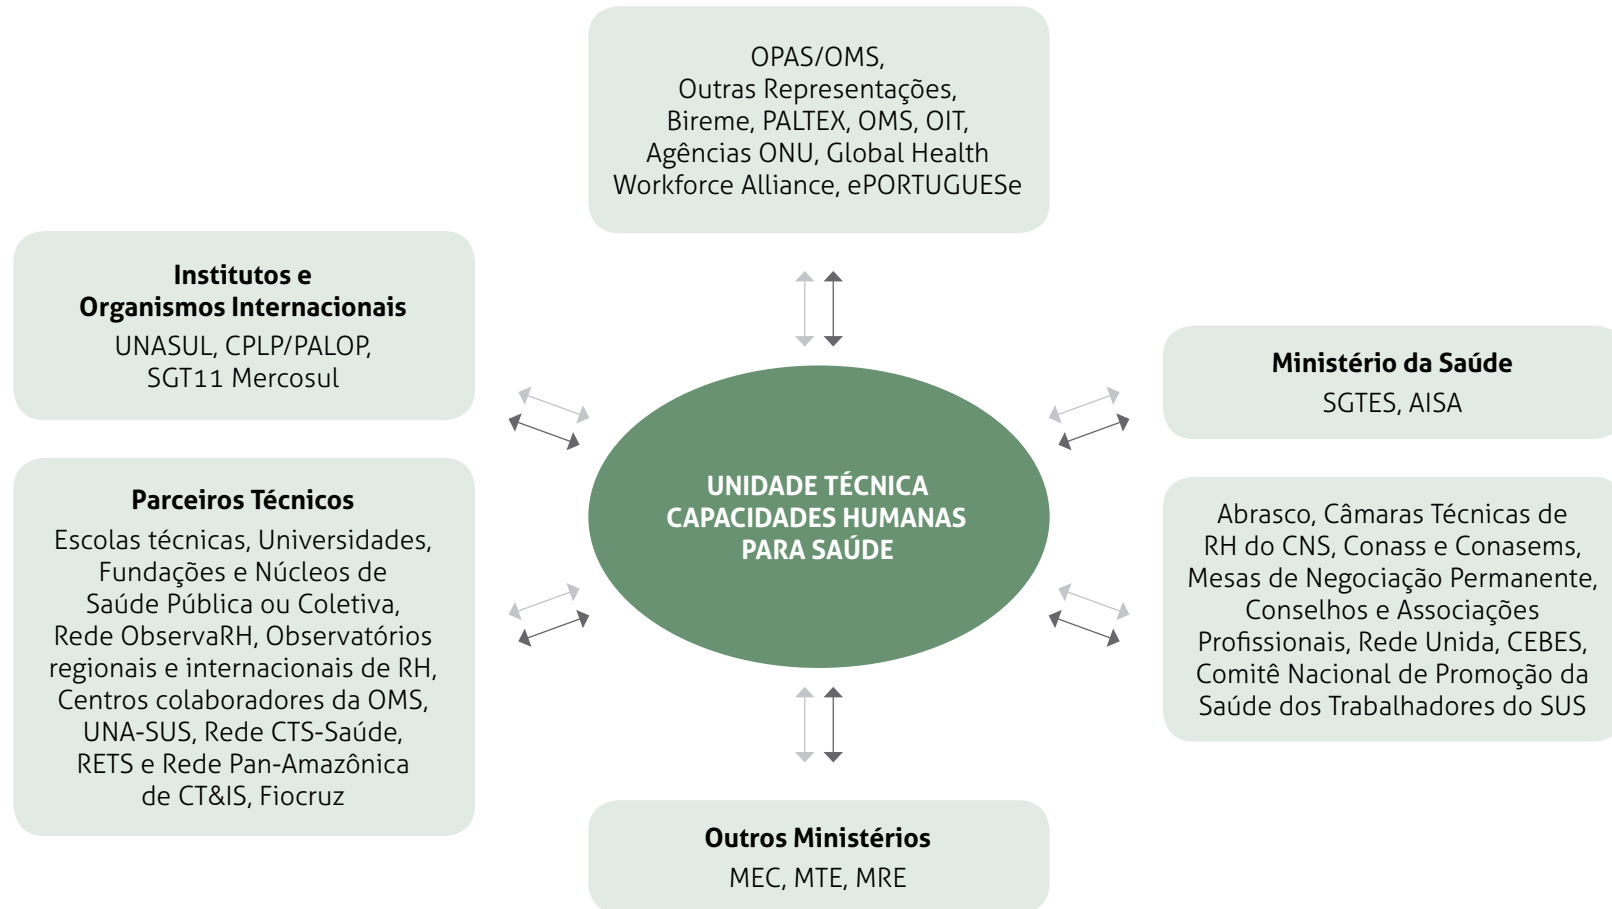 OPAS/OMS,
Outras Representações,
Bireme, PALTEX, OMS, OIT,
Agências ONU, Global Health
Workforce Alliance, ePORTUGUESe
Institutos e
Organismos Internacionais
UNASUL, CPLP/PALOP,
SGT11 Mercosul
Ministério da Saúde
SGTES, AISA
Parceiros Técnicos
Escolas técnicas, Universidades,
Fundações e Núcleos de
Saúde Pública ou Coletiva,
Rede ObservaRH, Observatórios
regionais e internacionais de RH,
Centros colaboradores da OMS,
UNA-SUS, Rede CTS-Saúde,
RETS e Rede Pan-Amazônica
de CT&IS, Fiocruz
UNIDADE TÉCNICA
CAPACIDADES HUMANAS
PARA SAÚDE
Abrasco, Câmaras Técnicas de
RH do CNS, Conass e Conasems,
Mesas de Negociação Permanente,
Conselhos e Associações
Profissionais, Rede Unida, CEBES,
Comitê Nacional de Promoção da
Saúde dos Trabalhadores do SUS
Outros Ministérios
MEC, MTE, MRE